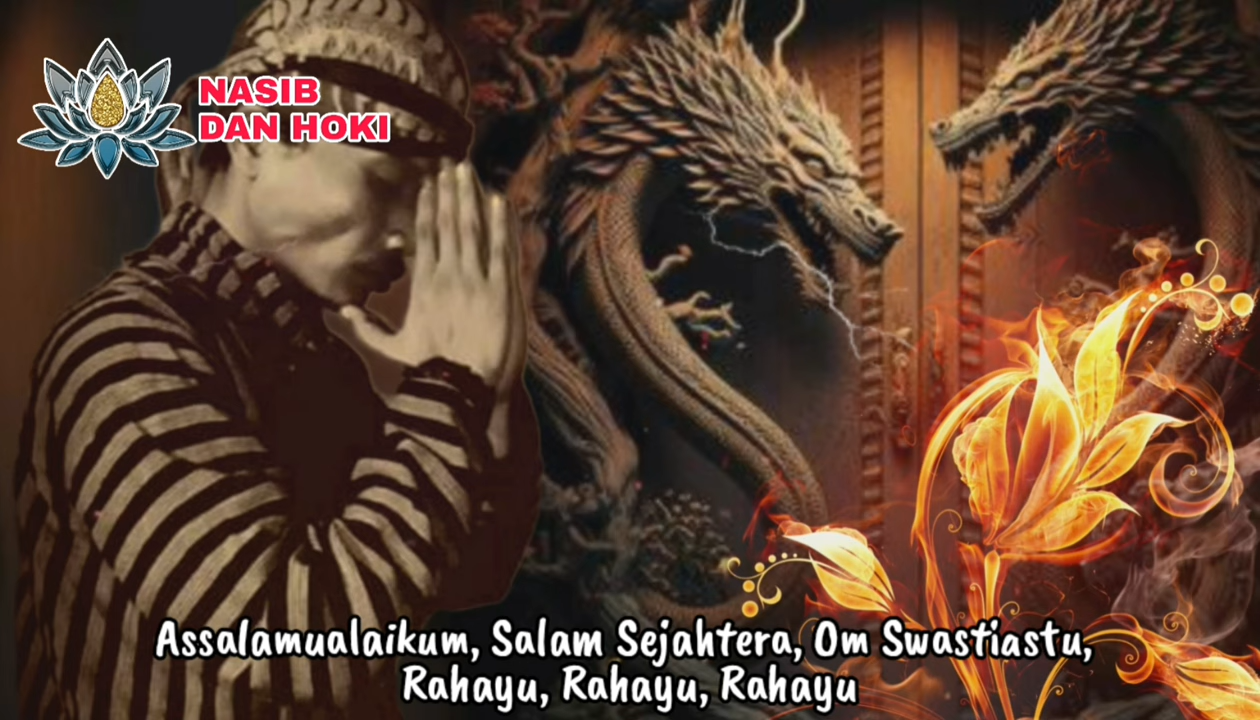 NASIB
DAN HOKI
Assalamualaikum, Salam Sejahtera, Om Swastiastu,
Rahayu, Rahayu, Rahayu